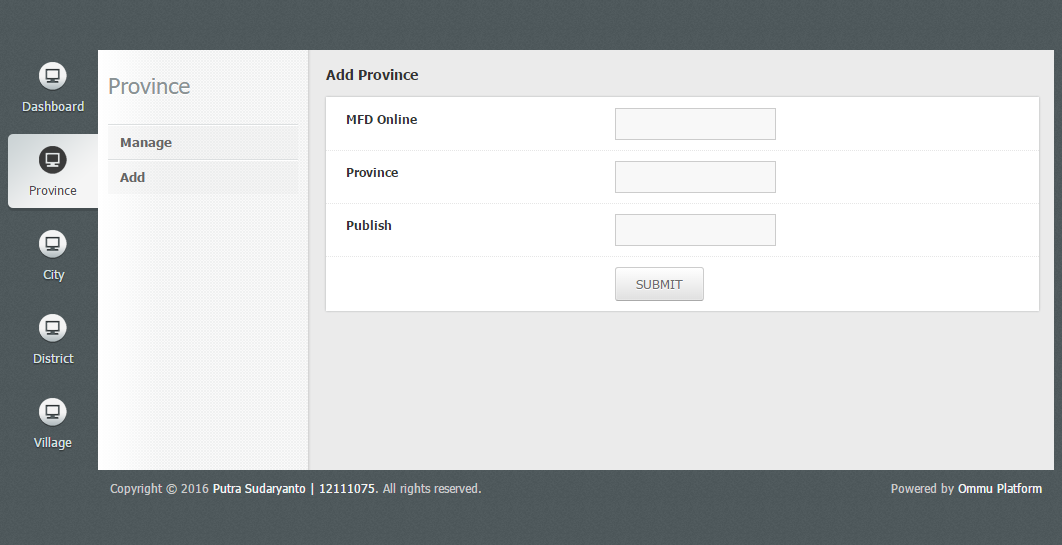 Dashboard
Province
City
District
Village
Province
Manage
Add
Add Province
MFD Online
Province
Publish
SUBMIT
Copyright © 2016 Putra Sudaryanto | 12111075. All rights reserved.
Powered by Ommu Platform